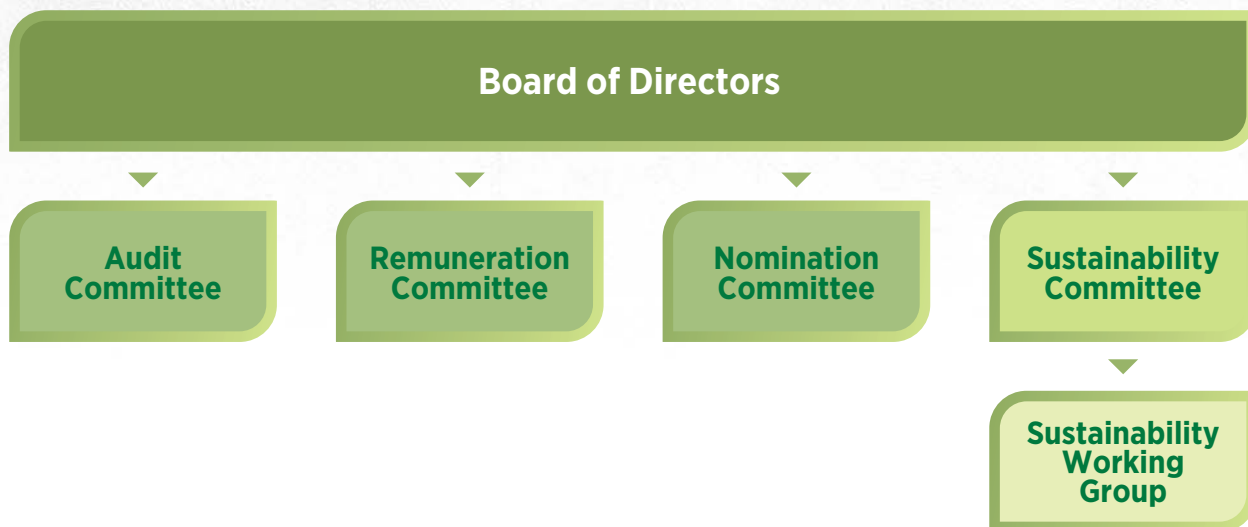 Board of Directors
Audit
Committee
Remuneration
Committee
Nomination
Committee
Sustainability
Committee
Sustainability
Working
Group